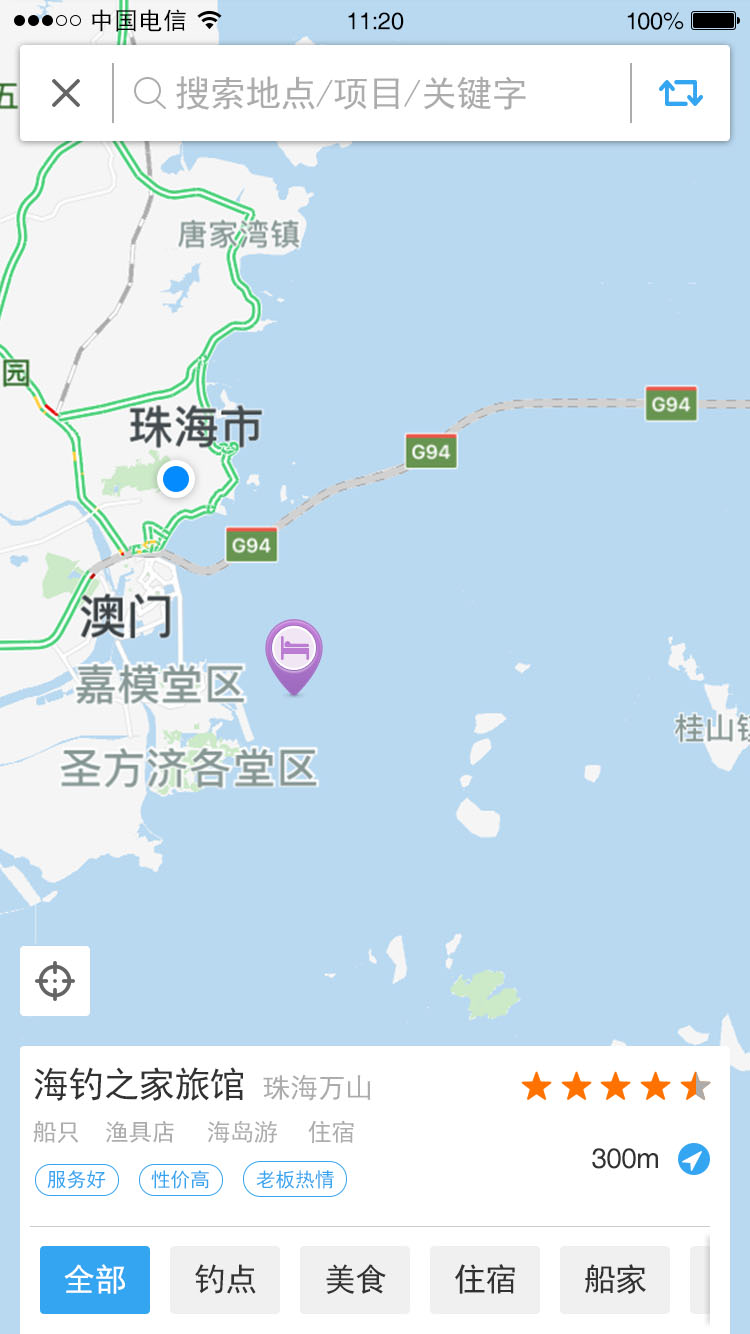 中国电信 11:20 100%
五
搜索地点/项目/关键字
唐家湾镇
园
G94
珠海市
G94
G94
澳门
嘉模堂区
桂山镇
圣方济各堂区
海钓之家旅馆 珠海万山
船只 渔具店 海岛游 住宿
300m
服务好 性价高 老板热情
全部 钓点 美食 住宿 船家